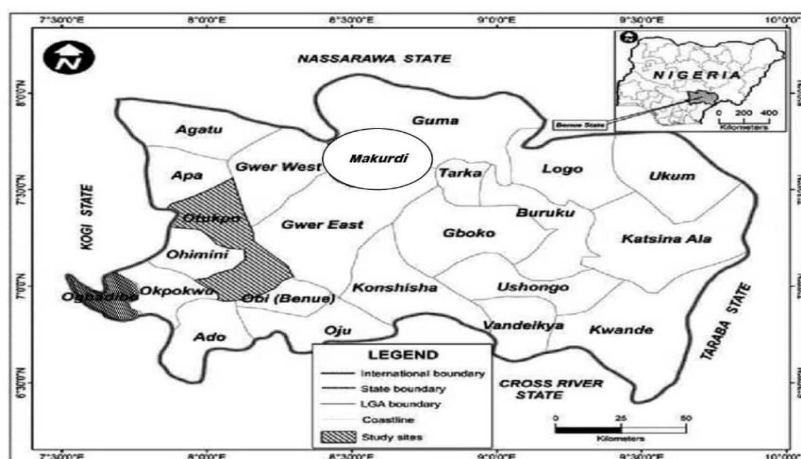 7°30'0"E
8°0'0"
8°30'0"E
9°0'0"E
9°30'0"E
10°0'0"E
N
NASSARAWA STATE
NIGERIA
Benue State
0 200 400
Kilometers
8°0'0"N
Agatu
Guma
Apa
Gwer West
Makurdi
Tarka
Logo
Ukum
7°30'0"N
KOGI STATE
Otukpo
Gwer East
Gboko
Buruku
Katsina Ala
Ohimini
7°0'0"N
Ogbadibo
Okpokwu
Obi (Benue)
Konshisha
Ushongo
TARABA STATE
Ado
Oju
Vandeikya
Kwande
LEGEND
International boundary
State boundary
LGA boundary
Coastline
Study sites
CROSS RIVER
STATE
6°30'0"N
0 25 50
Kilometers
7°30'0"E
8°0'0"
8°30'0"E
9°0'0"E
9°30'0"E
10°0'0"E